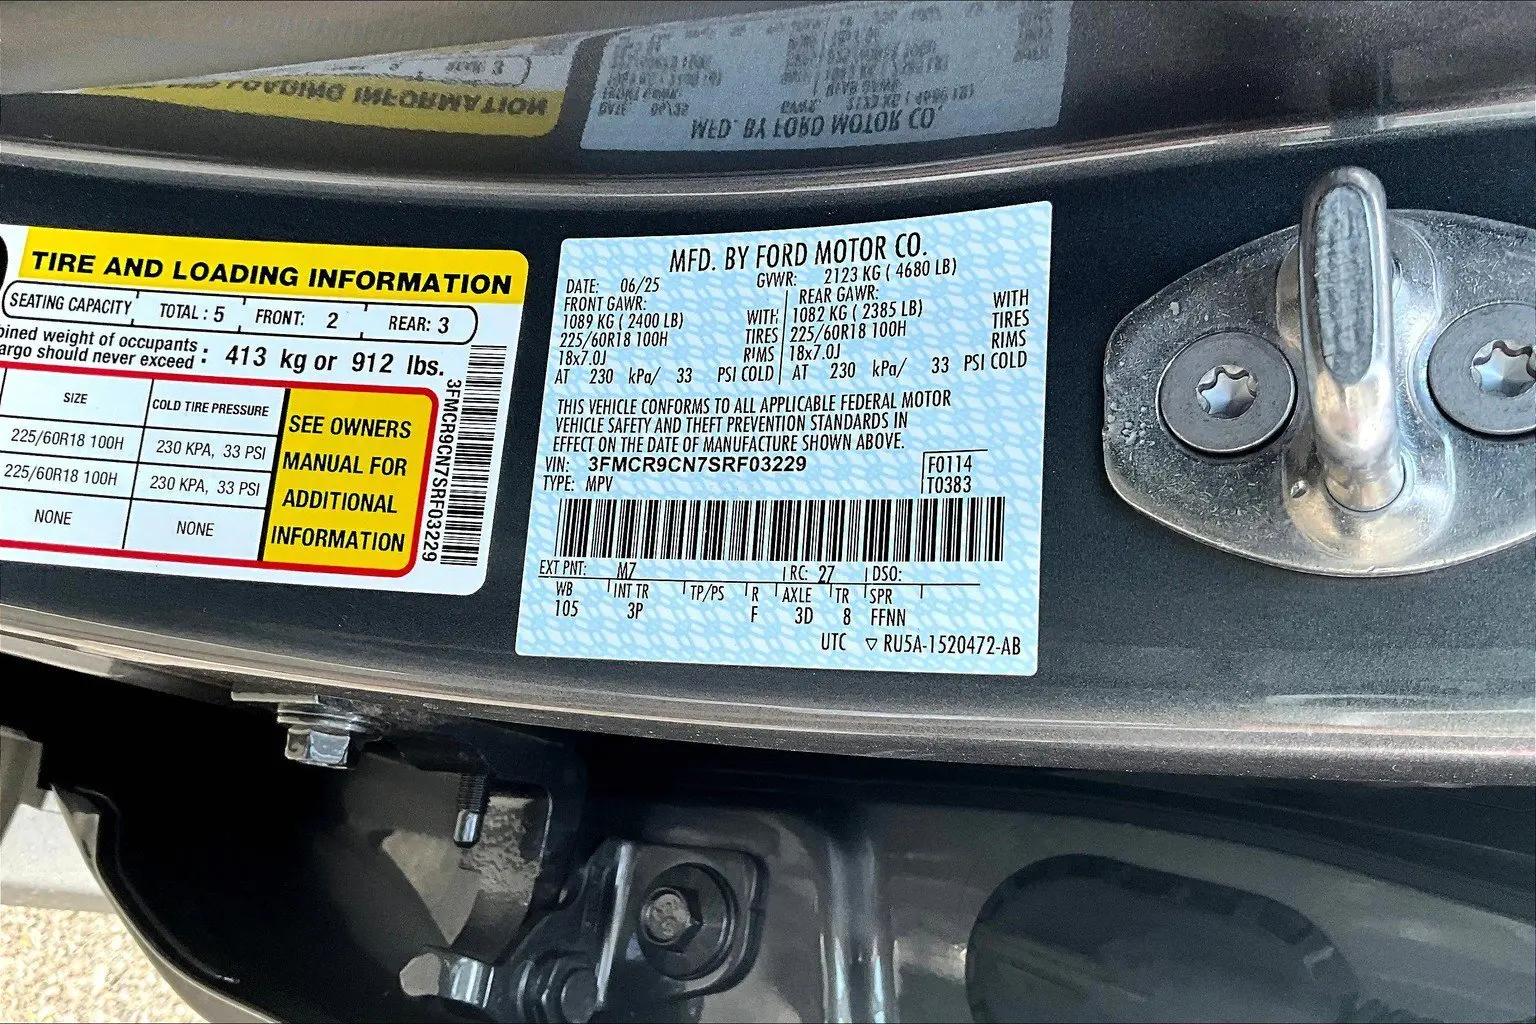 TIRE AND LOADING INFORMATION
SEATING CAPACITY TOTAL : 5 FRONT: 2 REAR: 3
bined weight of occupants
argo should never exceed : 413 kg or 912 lbs.
SIZE COLD TIRE PRESSURE
225/60R18 100H 230 KPA, 33 PSI
225/60R18 100H 230 KPA, 33 PSI
NONE NONE
SEE OWNERS
MANUAL FOR
ADDITIONAL
INFORMATION
3FMCR9CN7SRF03229
MFD. BY FORD MOTOR CO.
DATE: 06/25 GVWR: 2123 KG ( 4680 LB)
FRONT GAWR: REAR GAWR:
1089 KG ( 2400 LB) WITH 1082 KG ( 2385 LB) WITH
225/60R18 100H TIRES 225/60R18 100H TIRES
18x7.0J RIMS 18x7.0J RIMS
AT 230 kPa/ 33 PSI COLD AT 230 kPa/ 33 PSI COLD
THIS VEHICLE CONFORMS TO ALL APPLICABLE FEDERAL MOTOR
VEHICLE SAFETY AND THEFT PREVENTION STANDARDS IN
EFFECT ON THE DATE OF MANUFACTURE SHOWN ABOVE.
VIN: 3FMCR9CN7SRF03229 F0114
TYPE: MPV T0383
EXT PNT: M7 RC: 27 DSO:
WB INT TR TP/PS R AXLE TR SPR
105 3P F 3D 8 FFNN
UTC ▽ RU5A-1520472-AB